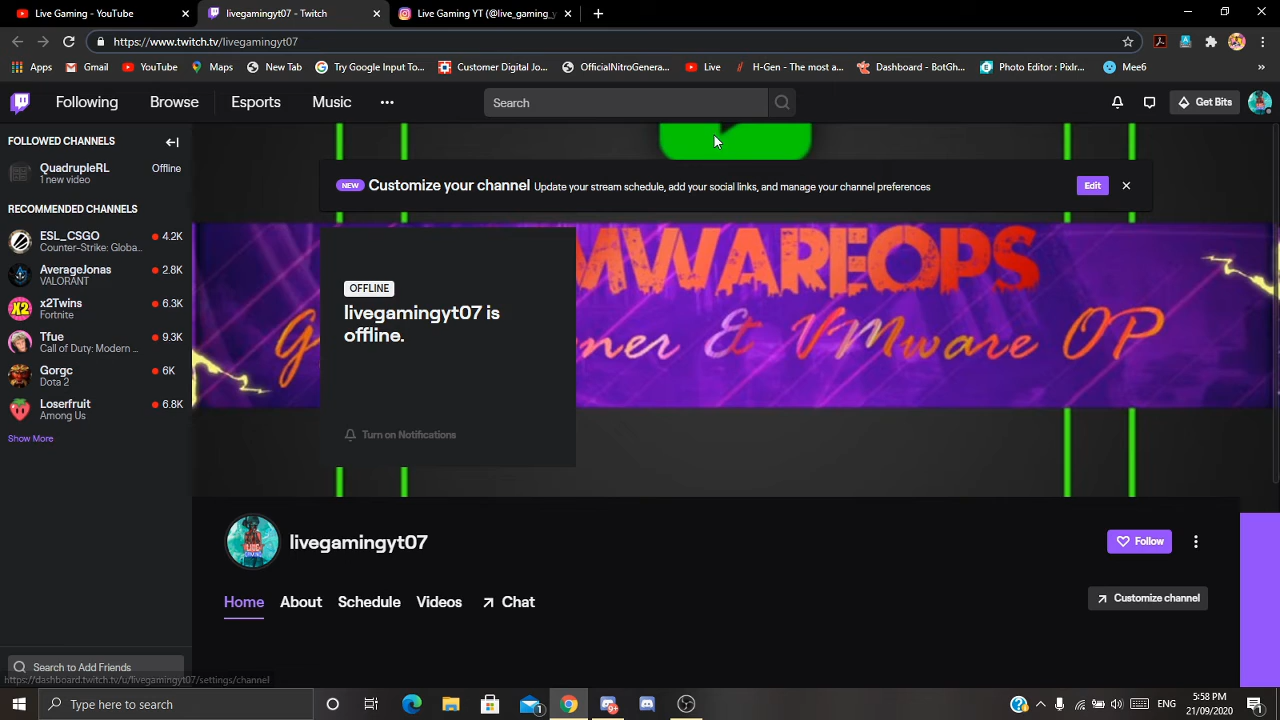 Live Gaming - YouTube
livegamingyt07 - Twitch
Live Gaming YT (@live_gaming_y
https://www.twitch.tv/livegamingyt07
Apps
Gmail
YouTube
Maps
New Tab
Try Google Input To...
Customer Digital Jo...
OfficialNitroGenera...
Live
H-Gen - The most a...
Dashboard - BotGh...
Photo Editor : Pixlr...
Mee6
»
Following
Browse
Esports
Music
Search
Get Bits
FOLLOWED CHANNELS
QuadrupleRL
Offline
1 new video
RECOMMENDED CHANNELS
ESL_CSGO
4.2K
Counter-Strike: Globa...
AverageJonas
2.8K
VALORANT
x2Twins
6.3K
Fortnite
Tfue
9.3K
Call of Duty: Modern ...
Gorgc
6K
Dota 2
Loserfruit
6.8K
Among Us
Show More
Search to Add Friends
https://dashboard.twitch.tv/u/livegamingyt07/settings/channel
NEW Customize your channel Update your stream schedule, add your social links, and manage your channel preferences
Edit
MWAREOPS
ner & VMware OP
OFFLINE
livegamingyt07 is
offline.
Turn on Notifications
LIVE
GAMING
livegamingyt07
Follow
Home
About
Schedule
Videos
Chat
Customize channel
Type here to search
ENG
5:58 PM
21/09/2020